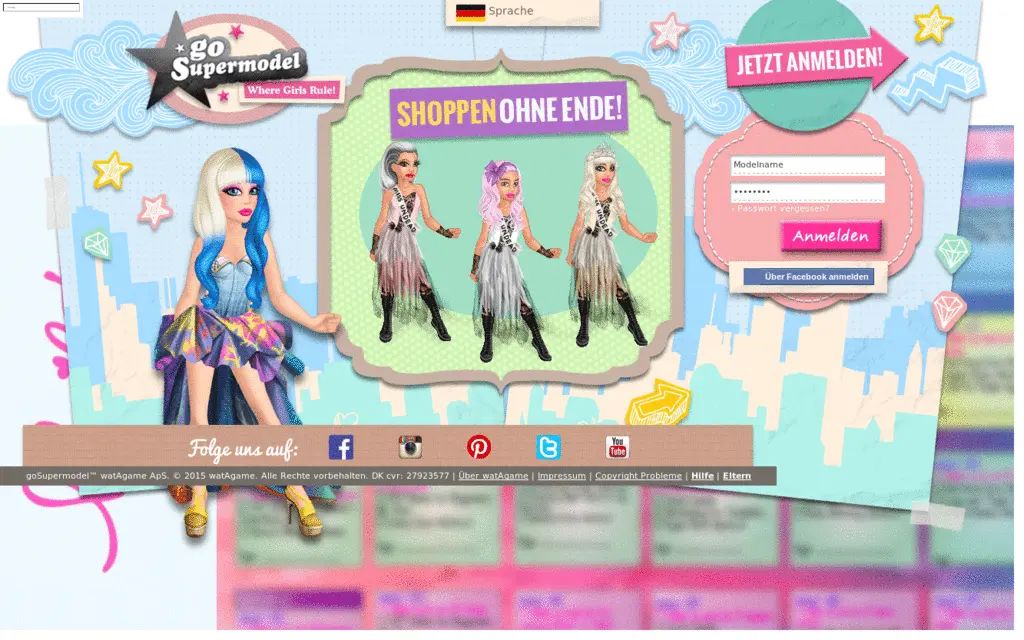 Sprache
go
Supermodel
Where Girls Rule!
JETZT ANMELDEN!
SHOPPEN OHNE ENDE!
Modelname
••••••••
› Passwort vergessen?
Anmelden
Über Facebook anmelden
Folge uns auf:
You
Tube
goSupermodel™ watAgame ApS. © 2015 watAgame. Alle Rechte vorbehalten. DK cvr: 27923577 | Über watAgame | Impressum | Copyright Probleme | Hilfe | Eltern